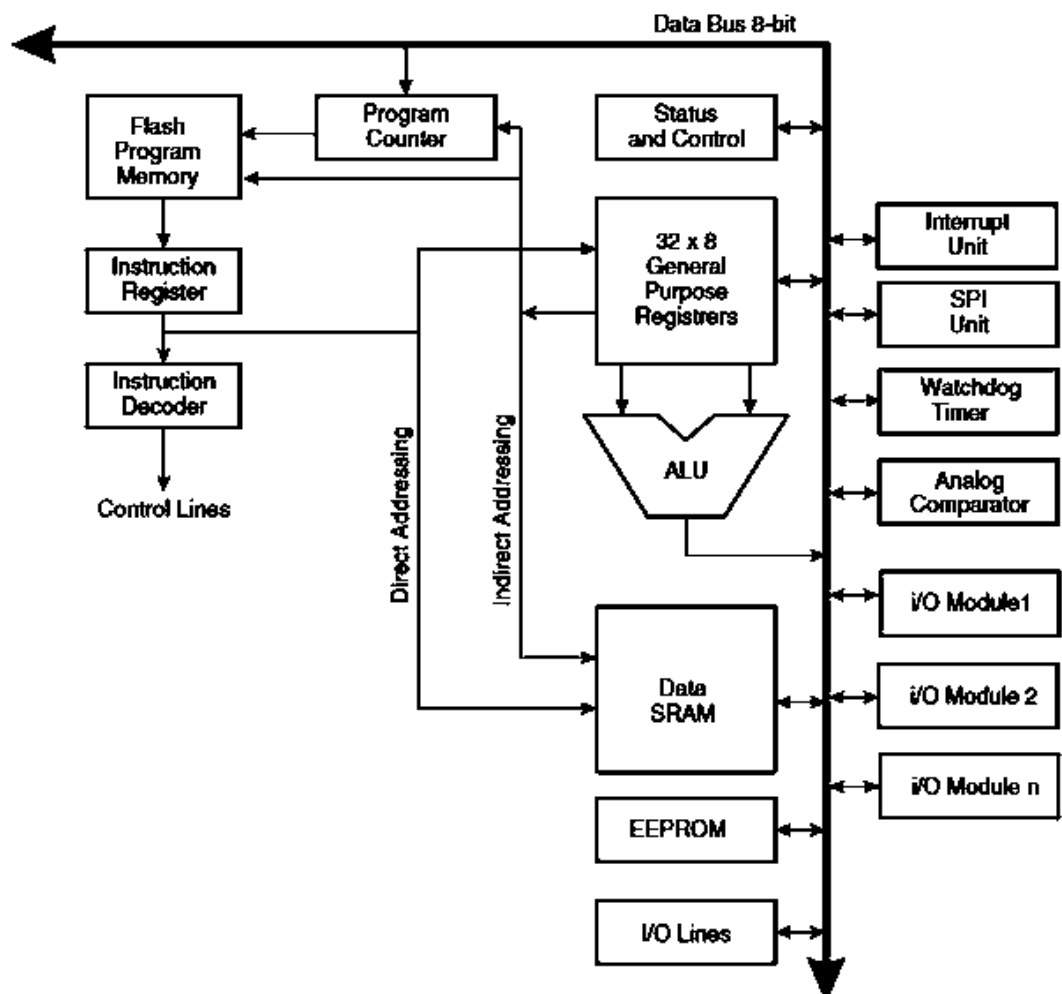 Data Bus 8-bit
Flash
Program
Memory
Program
Counter
Status
and Control
Interrupt
Unit
32 x 8
General
Purpose
Registrers
Instruction
Register
SPI
Unit
Instruction
Decoder
Watchdog
Timer
Control Lines
Direct Addressing
Indirect Addressing
ALU
Analog
Comparator
i/O Module1
Data
SRAM
i/O Module 2
i/O Module n
EEPROM
I/O Lines